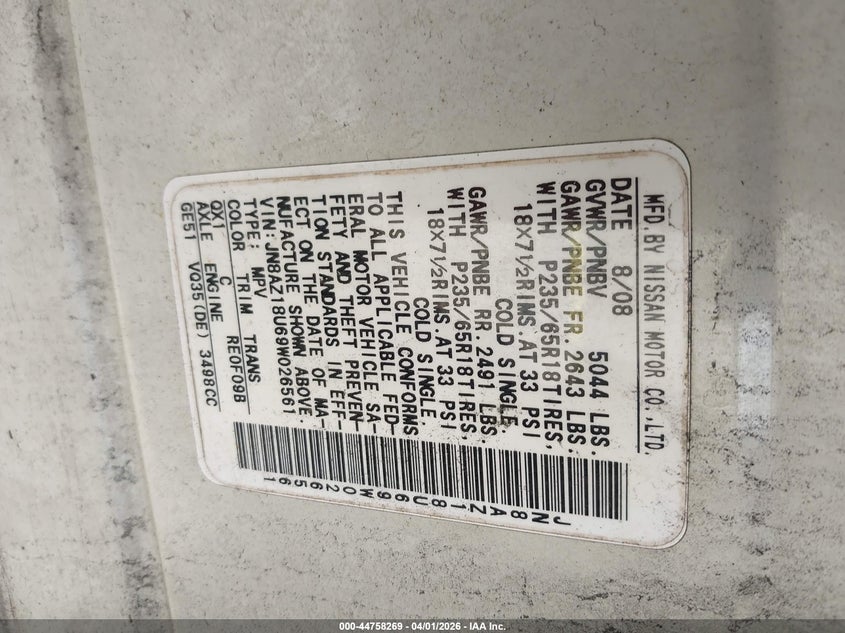 MFD.BY NISSAN MOTOR CO.,LTD.
DATE 8/08
GVWR/PNBV 5044 LBS.
GAWR/PNBE FR. 2643 LBS.
WITH P235/65R18TIRES,
18X7½RIMS AT 33 PSI
COLD SINGLE.
GAWR/PNBE RR. 2491 LBS.
WITH P235/65R18TIRES,
18X7½RIMS.AT 33 PSI
COLD SINGLE.
THIS VEHICLE CONFORMS
TO ALL APPLICABLE FED-
ERAL MOTOR VEHICLE SA-
FETY AND THEFT PREVEN-
TION STANDARDS IN EFF-
ECT ON THE DATE OF MA-
NUFACTURE SHOWN ABOVE.
VIN:JN8AZ18U69W026561
TYPE: MPV
COLOR TRIM TRANS
QX1 C RE0F09B
AXLE ENGINE
GE51 VQ35(DE) 3498CC
JN8AZ18U69W026561
000-44758269 | 04/01/2026 | IAA Inc.